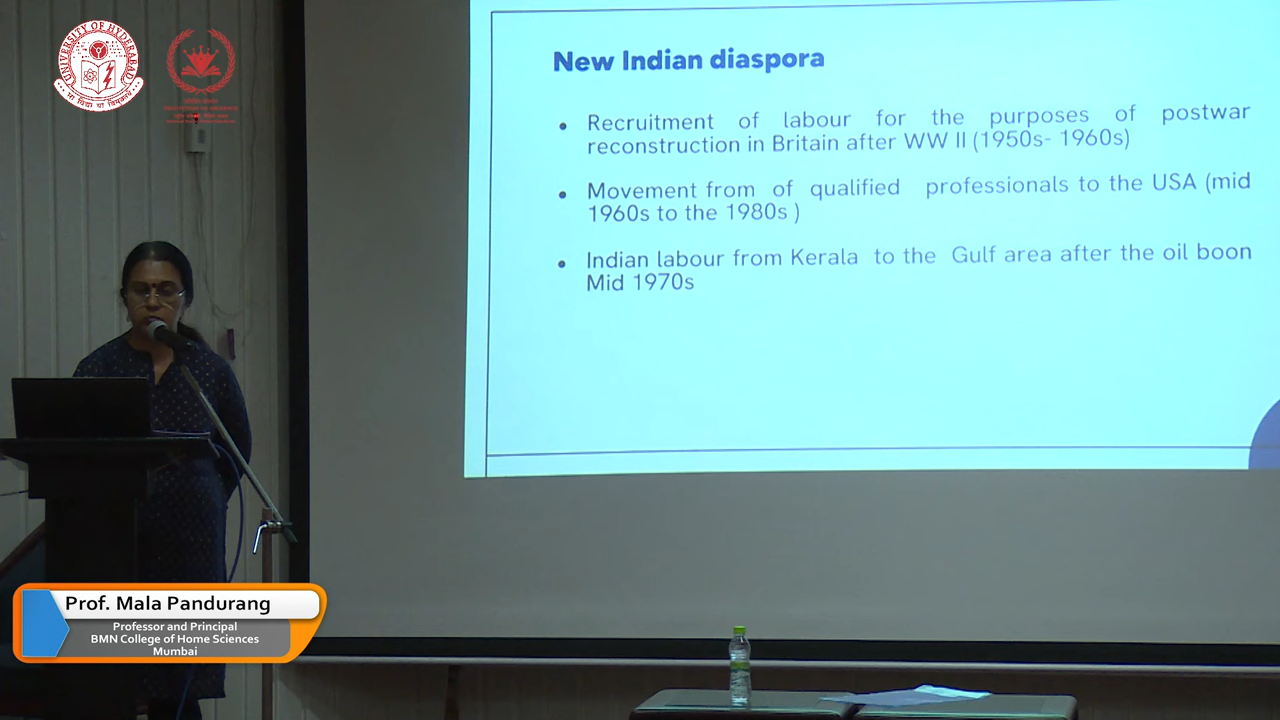 UNIVERSITY OF HYDERABAD
New Indian diaspora
• Recruitment of labour for the purposes of postwar
reconstruction in Britain after WW II (1950s- 1960s)
• Movement from of qualified professionals to the USA (mid
1960s to the 1980s )
• Indian labour from Kerala to the Gulf area after the oil boon
Mid 1970s
Prof. Mala Pandurang
Professor and Principal
BMN College of Home Sciences
Mumbai